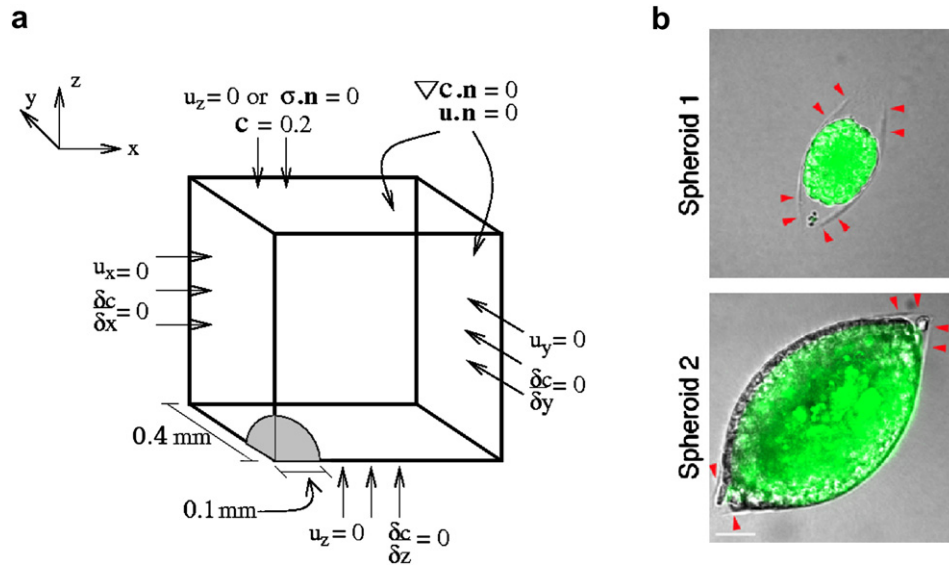 a
b
z
y
x
u_z = 0 or σ.n = 0
c = 0.2
▽c.n = 0
u.n = 0
u_x = 0
δc/δx = 0
u_y = 0
δc/δy = 0
0.4 mm
0.1 mm
u_z = 0
δc/δz = 0
Spheroid 1
Spheroid 2